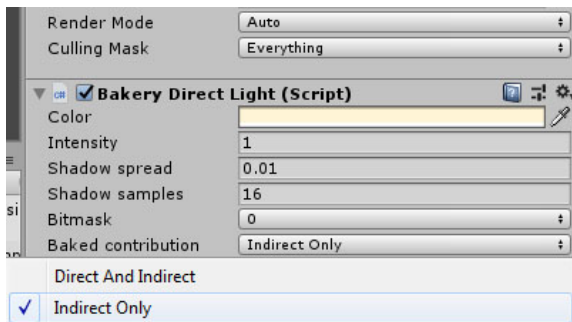 Render Mode Auto
Culling Mask Everything
Bakery Direct Light (Script)
Color
Intensity 1
Shadow spread 0.01
Shadow samples 16
si
Bitmask 0
Baked contribution Indirect Only
Direct And Indirect
Indirect Only